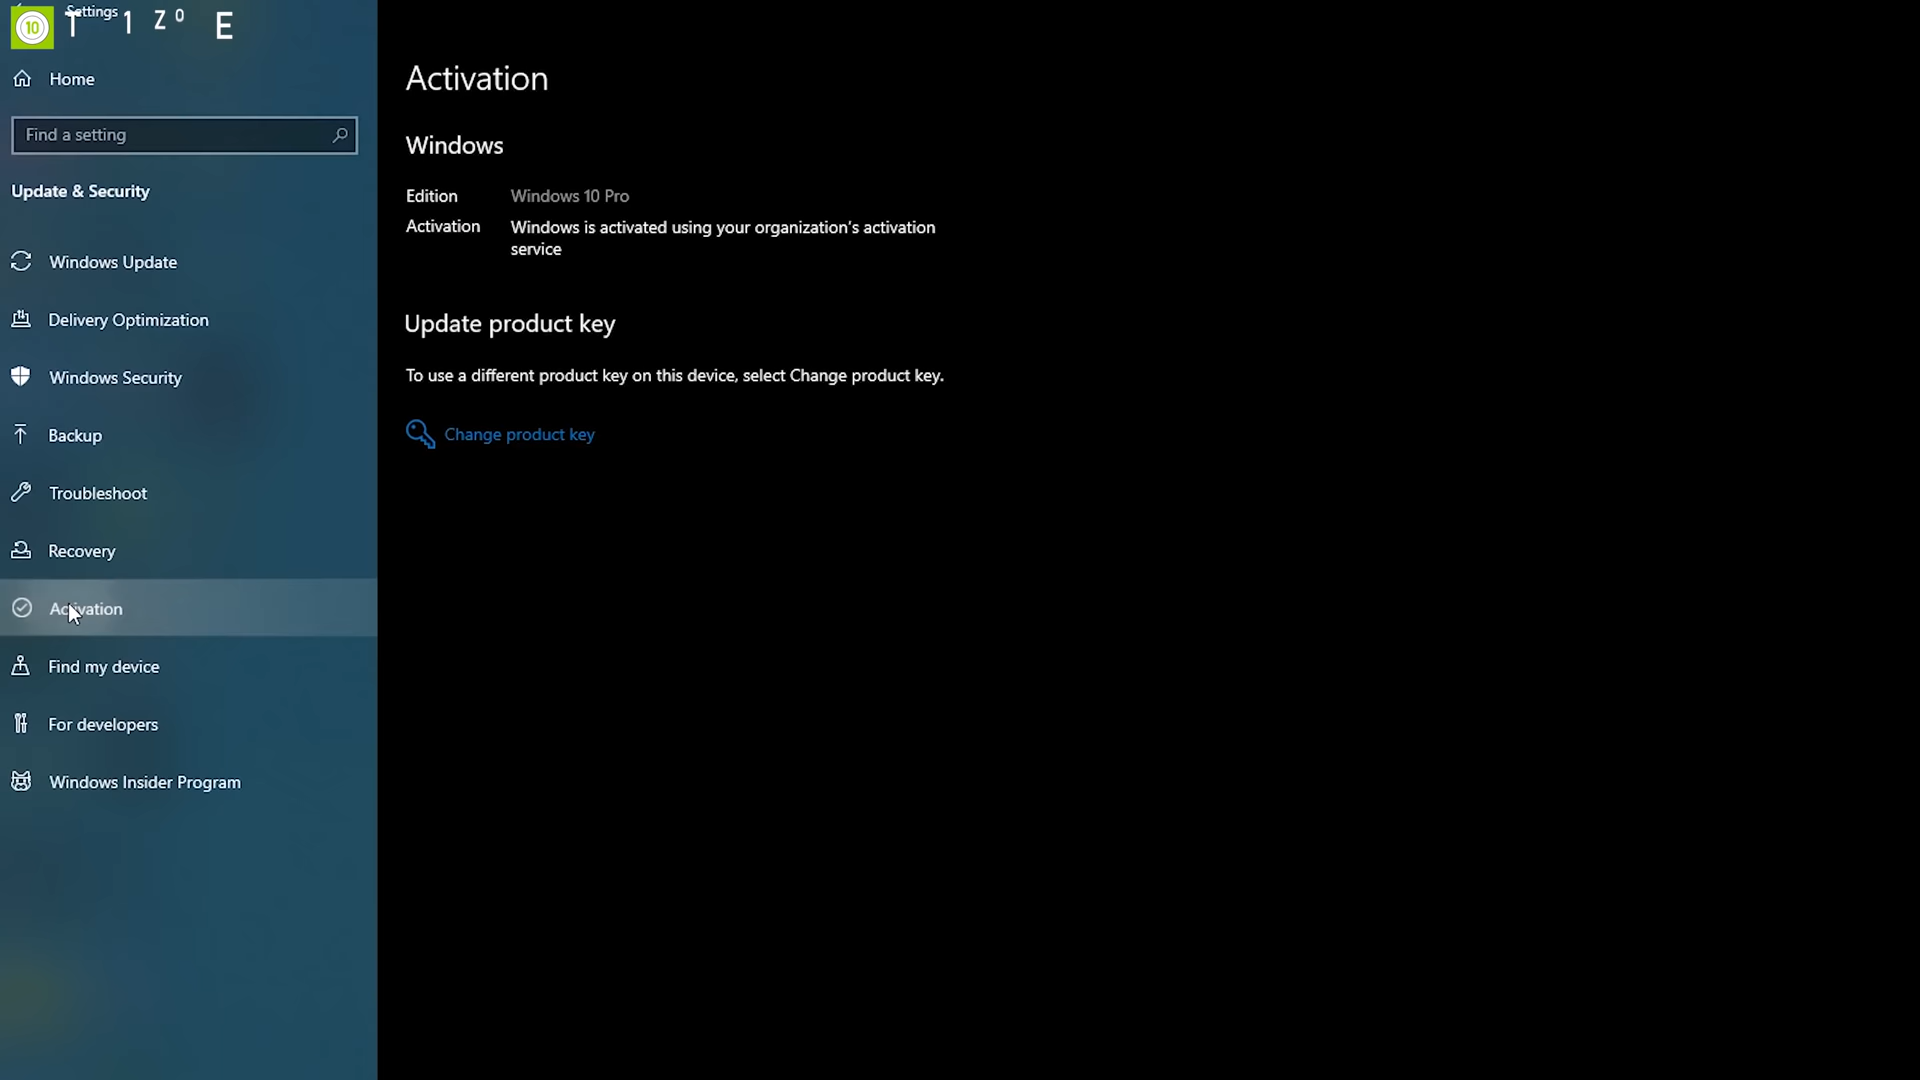 Settings
10 T 1 Z 0 E
Home
Find a setting
Update & Security
Windows Update
Delivery Optimization
Windows Security
Backup
Troubleshoot
Recovery
Activation
Find my device
For developers
Windows Insider Program
Activation
Windows
Edition Windows 10 Pro
Activation Windows is activated using your organization's activation
service
Update product key
To use a different product key on this device, select Change product key.
Change product key